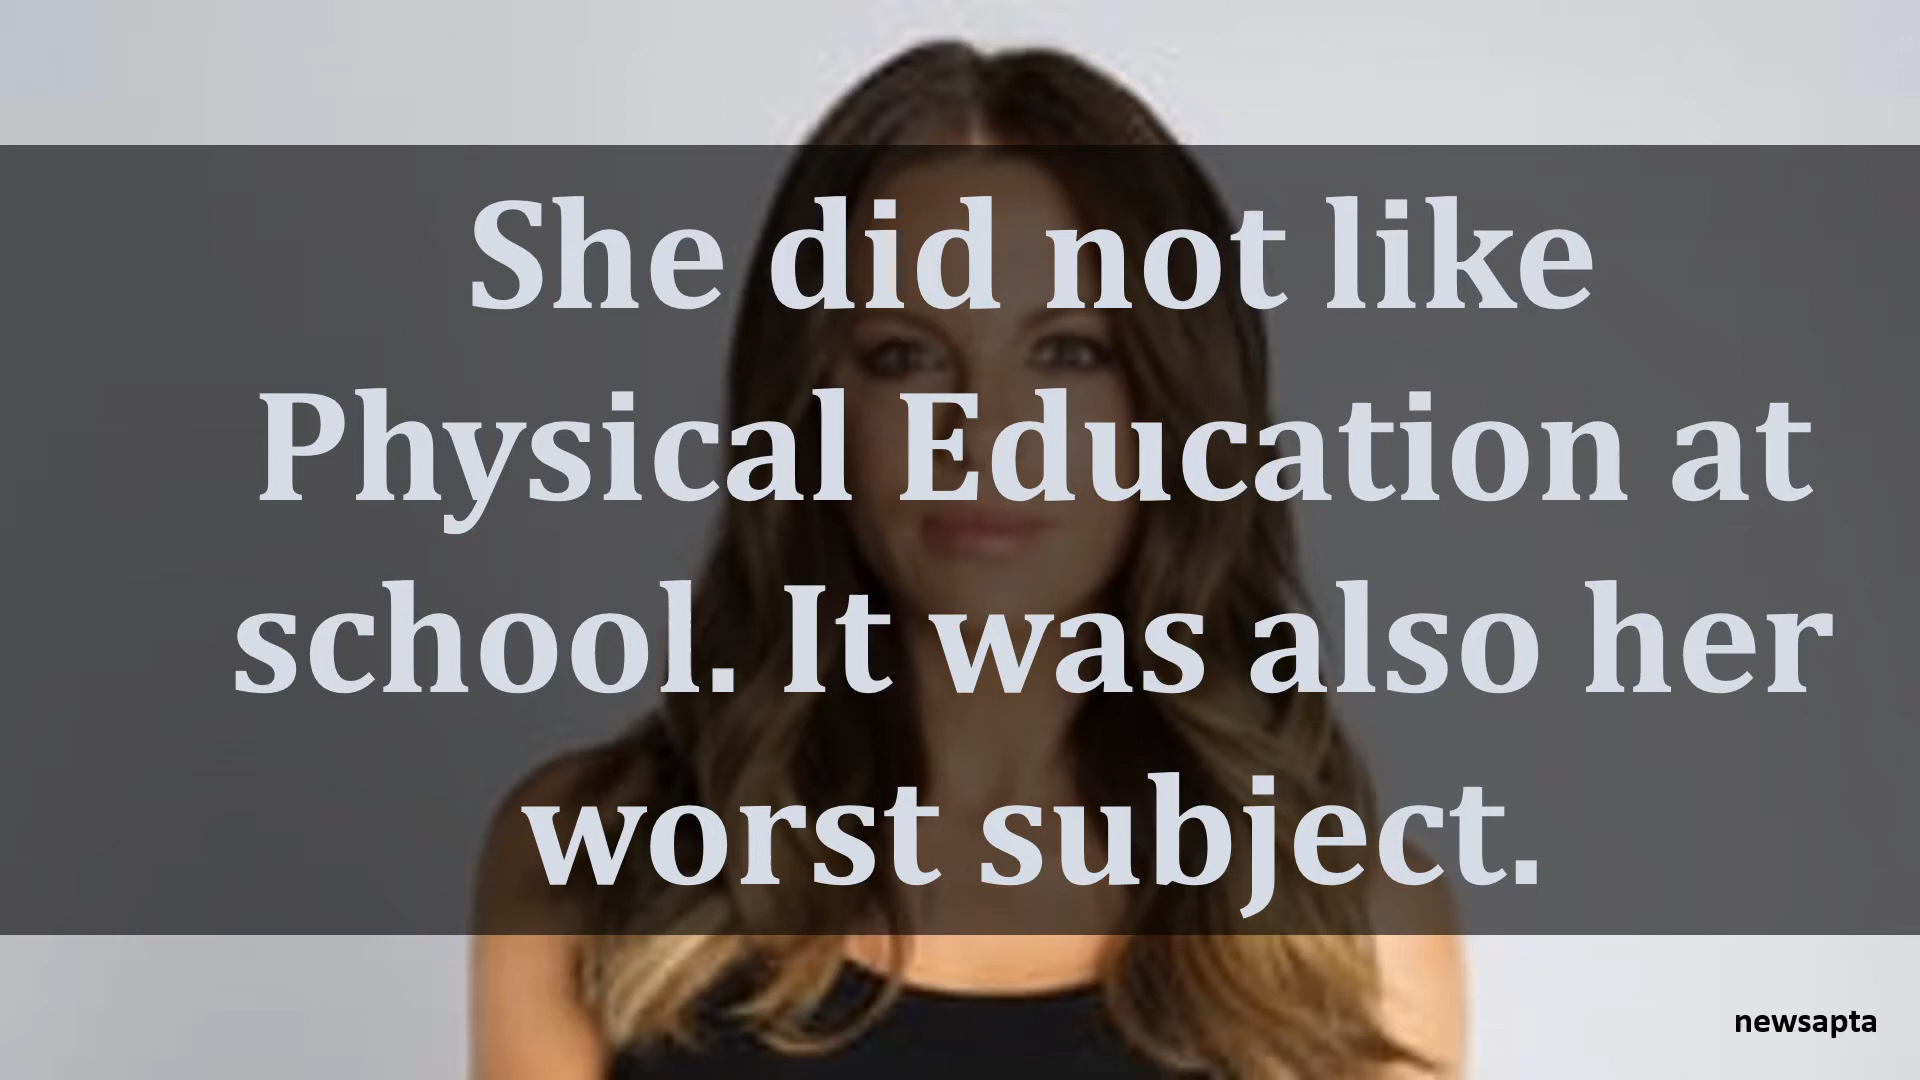 She did not like
Physical Education at
school. It was also her
worst subject.
newsapta